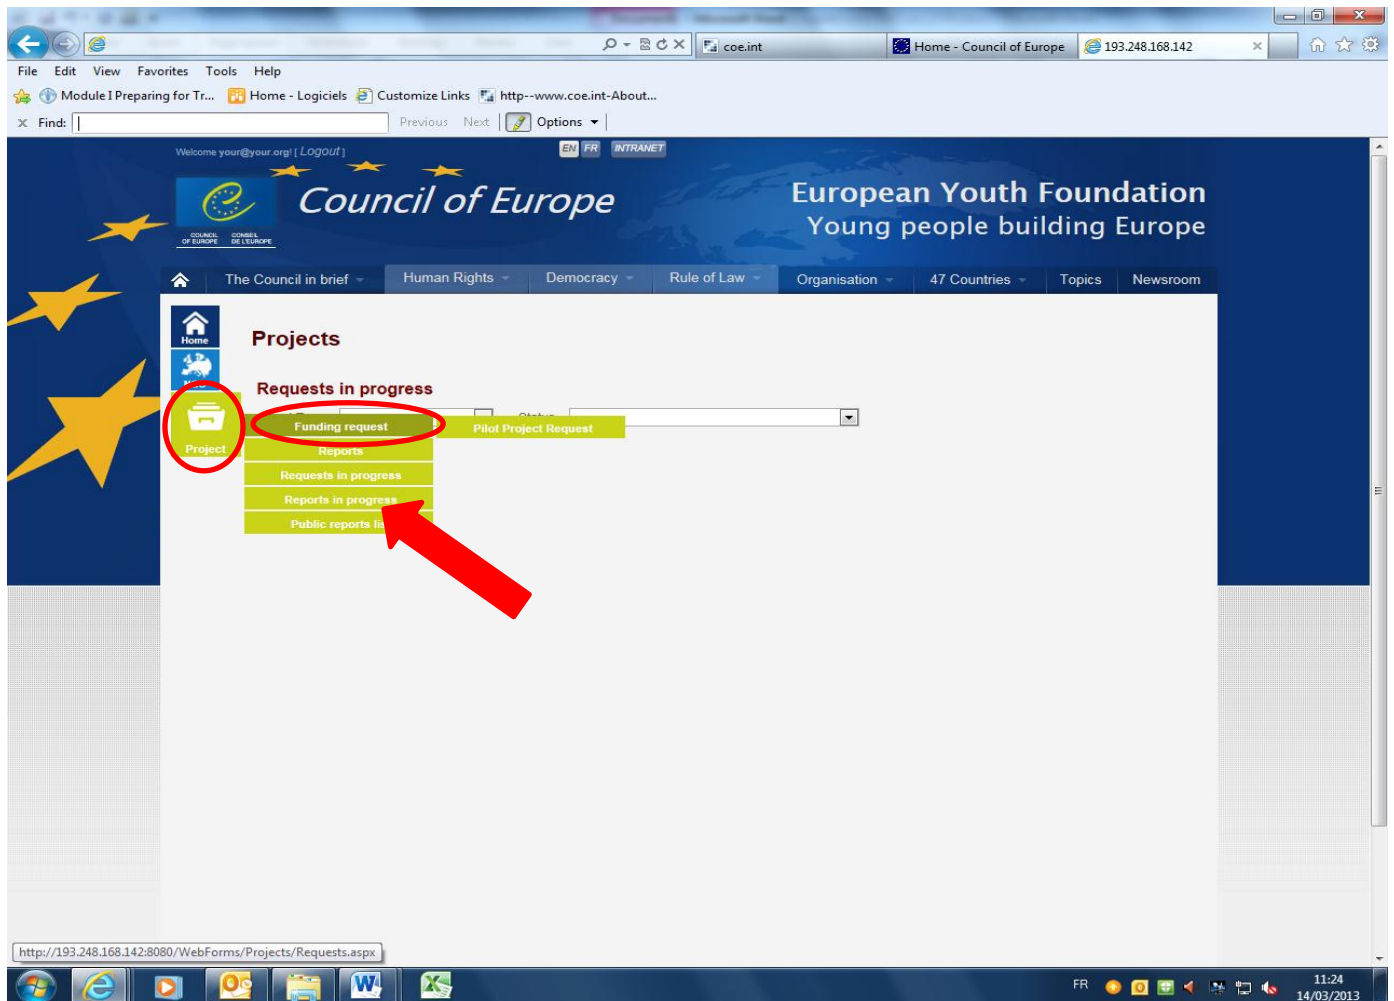 coe.int
Home - Council of Europe
193.248.168.142
File Edit View Favorites Tools Help
Module I Preparing for Tr... Home - Logiciels Customize Links http--www.coe.int-About...
x Find: Previous Next Options
Welcome your@your.org! [ Logout ]
EN FR INTRANET
COUNCIL OF EUROPE CONSEIL DE L'EUROPE
Council of Europe
European Youth Foundation
Young people building Europe
The Council in brief Human Rights Democracy Rule of Law Organisation 47 Countries Topics Newsroom
Home
Projects
Requests in progress
Status
Project
Funding request
Pilot Project Request
Reports
Requests in progress
Reports in progress
Public reports lis
http://193.248.168.142:8080/WebForms/Projects/Requests.aspx
FR
11:24
14/03/2013